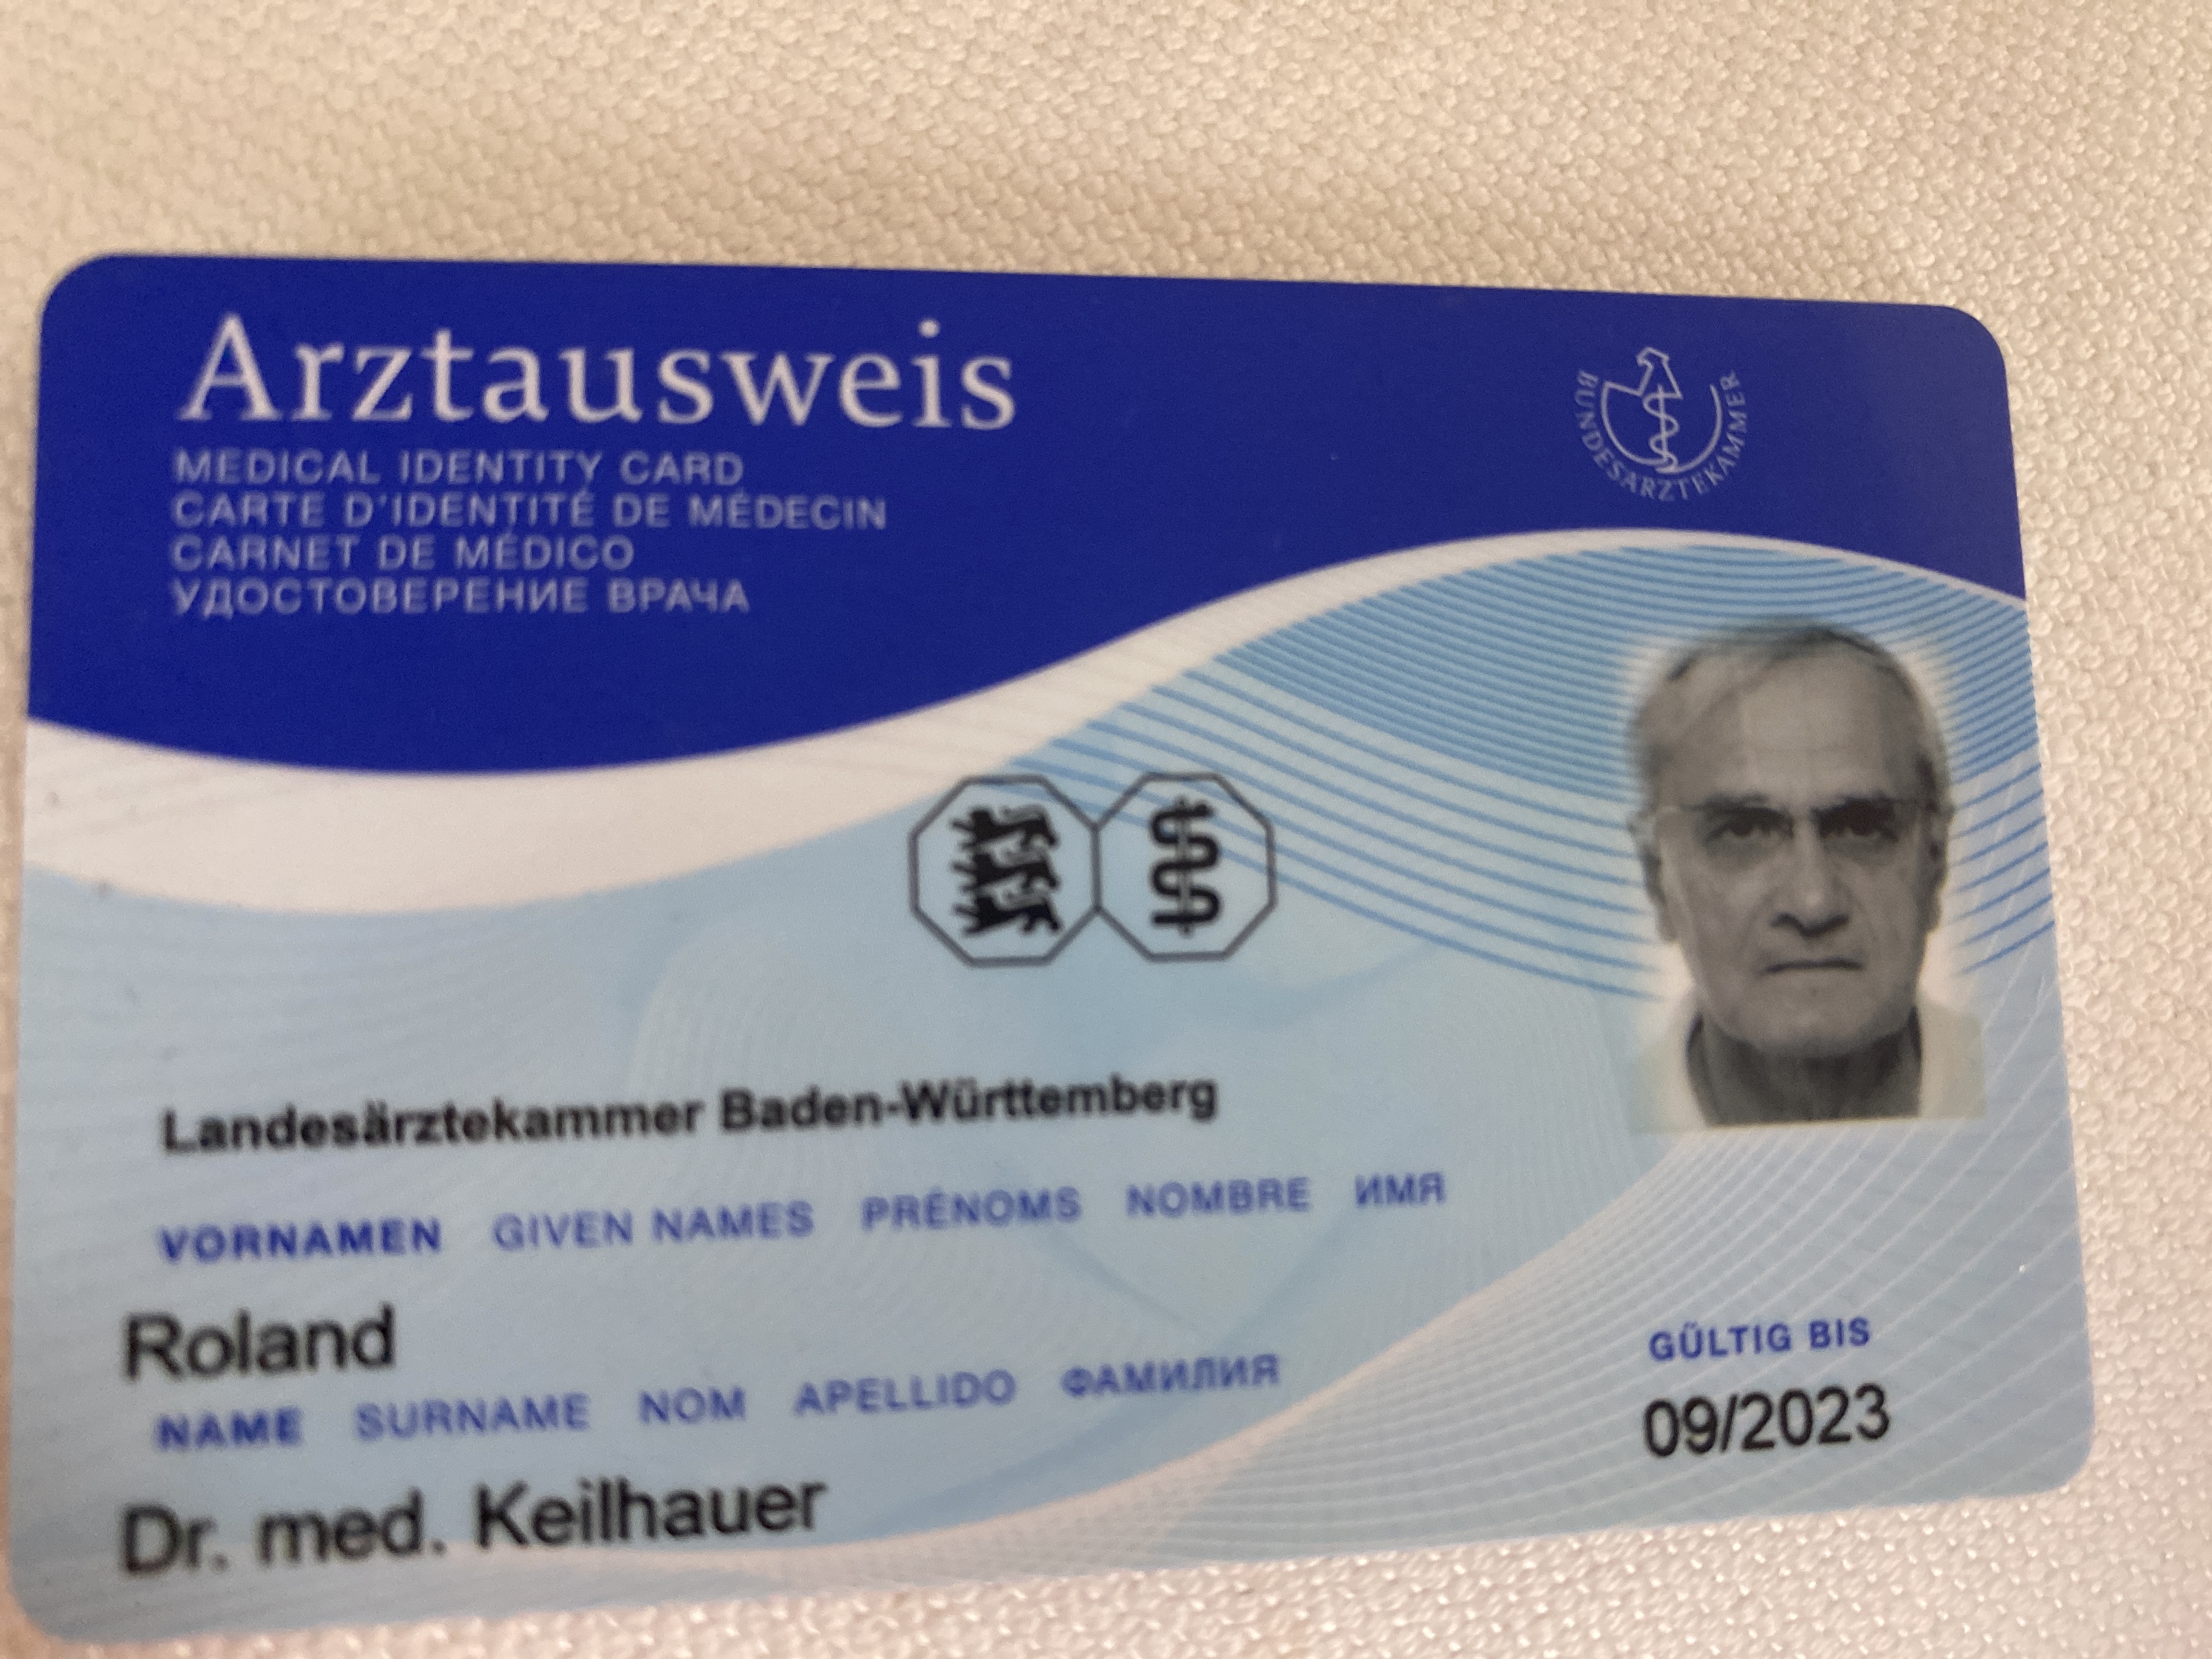 Arztausweis
MEDICAL IDENTITY CARD
CARTE D'IDENTITÉ DE MÉDECIN
CARNET DE MÉDICO
УДОСТОВЕРЕНИЕ ВРАЧА
BUNDESÄRZTEKAMMER
Landesärztekammer Baden-Württemberg
VORNAMEN GIVEN NAMES PRÉNOMS NOMBRE ИМЯ
Roland
NAME SURNAME NOM APELLIDO ФАМИЛИЯ
Dr. med. Keilhauer
GÜLTIG BIS
09/2023